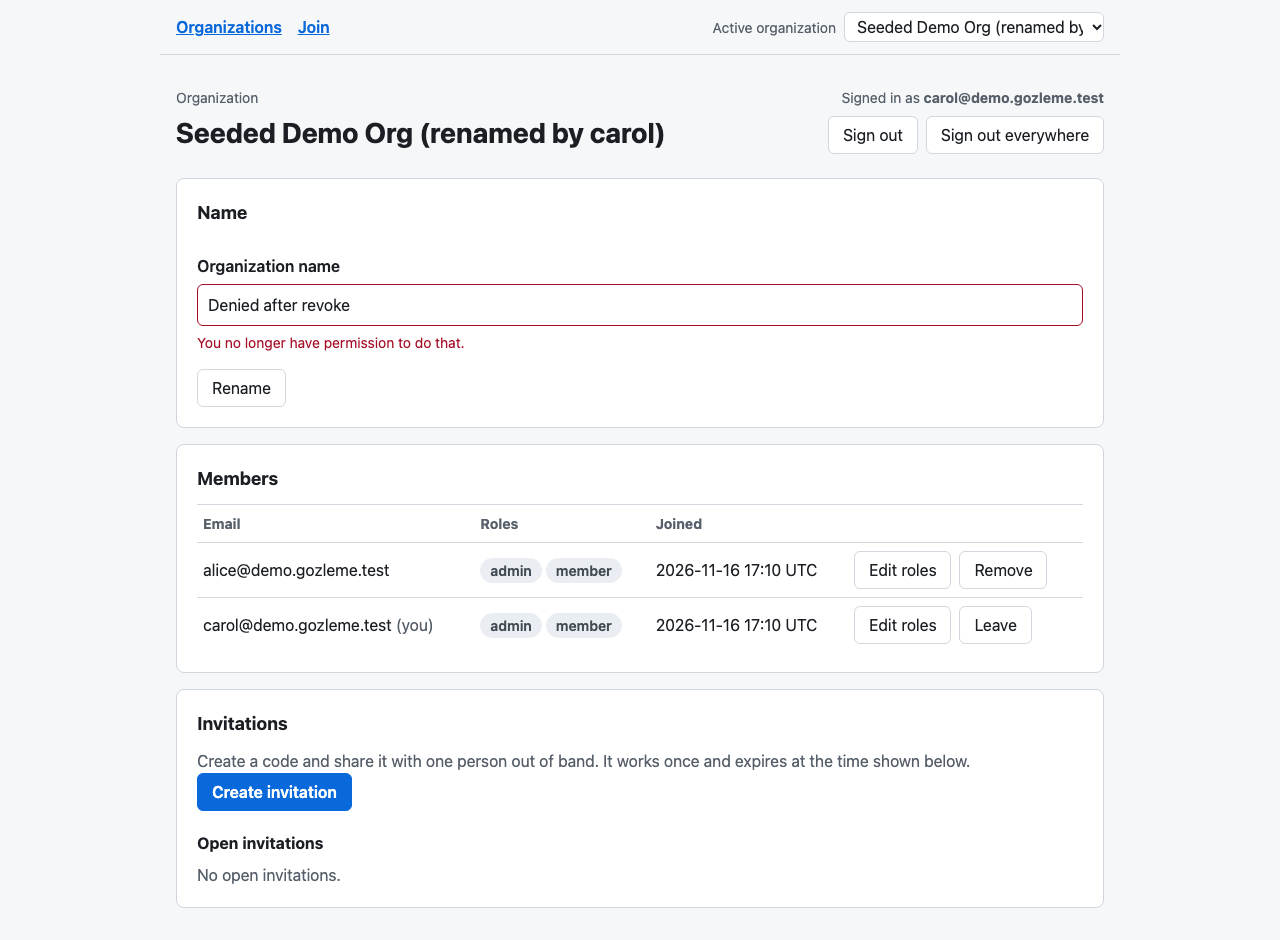 Organizations Join Active organization Seeded Demo Org (renamed by
Organization Signed in as carol@demo.gozleme.test
Seeded Demo Org (renamed by carol) Sign out Sign out everywhere
Name
Organization name
Denied after revoke
You no longer have permission to do that.
Rename
Members
Email Roles Joined
alice@demo.gozleme.test admin member 2026-11-16 17:10 UTC Edit roles Remove
carol@demo.gozleme.test (you) admin member 2026-11-16 17:10 UTC Edit roles Leave
Invitations
Create a code and share it with one person out of band. It works once and expires at the time shown below.
Create invitation
Open invitations
No open invitations.